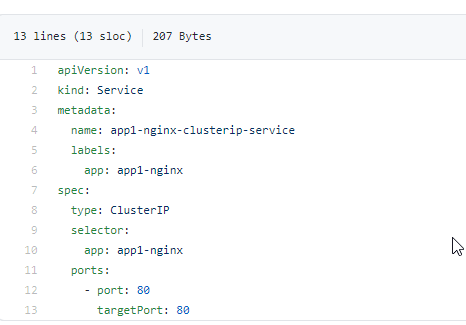 13 lines (13 sloc) 207 Bytes
1 apiVersion: v1
2 kind: Service
3 metadata:
4   name: app1-nginx-clusterip-service
5   labels:
6     app: app1-nginx
7 spec:
8   type: ClusterIP
9   selector:
10     app: app1-nginx
11   ports:
12     - port: 80
13       targetPort: 80